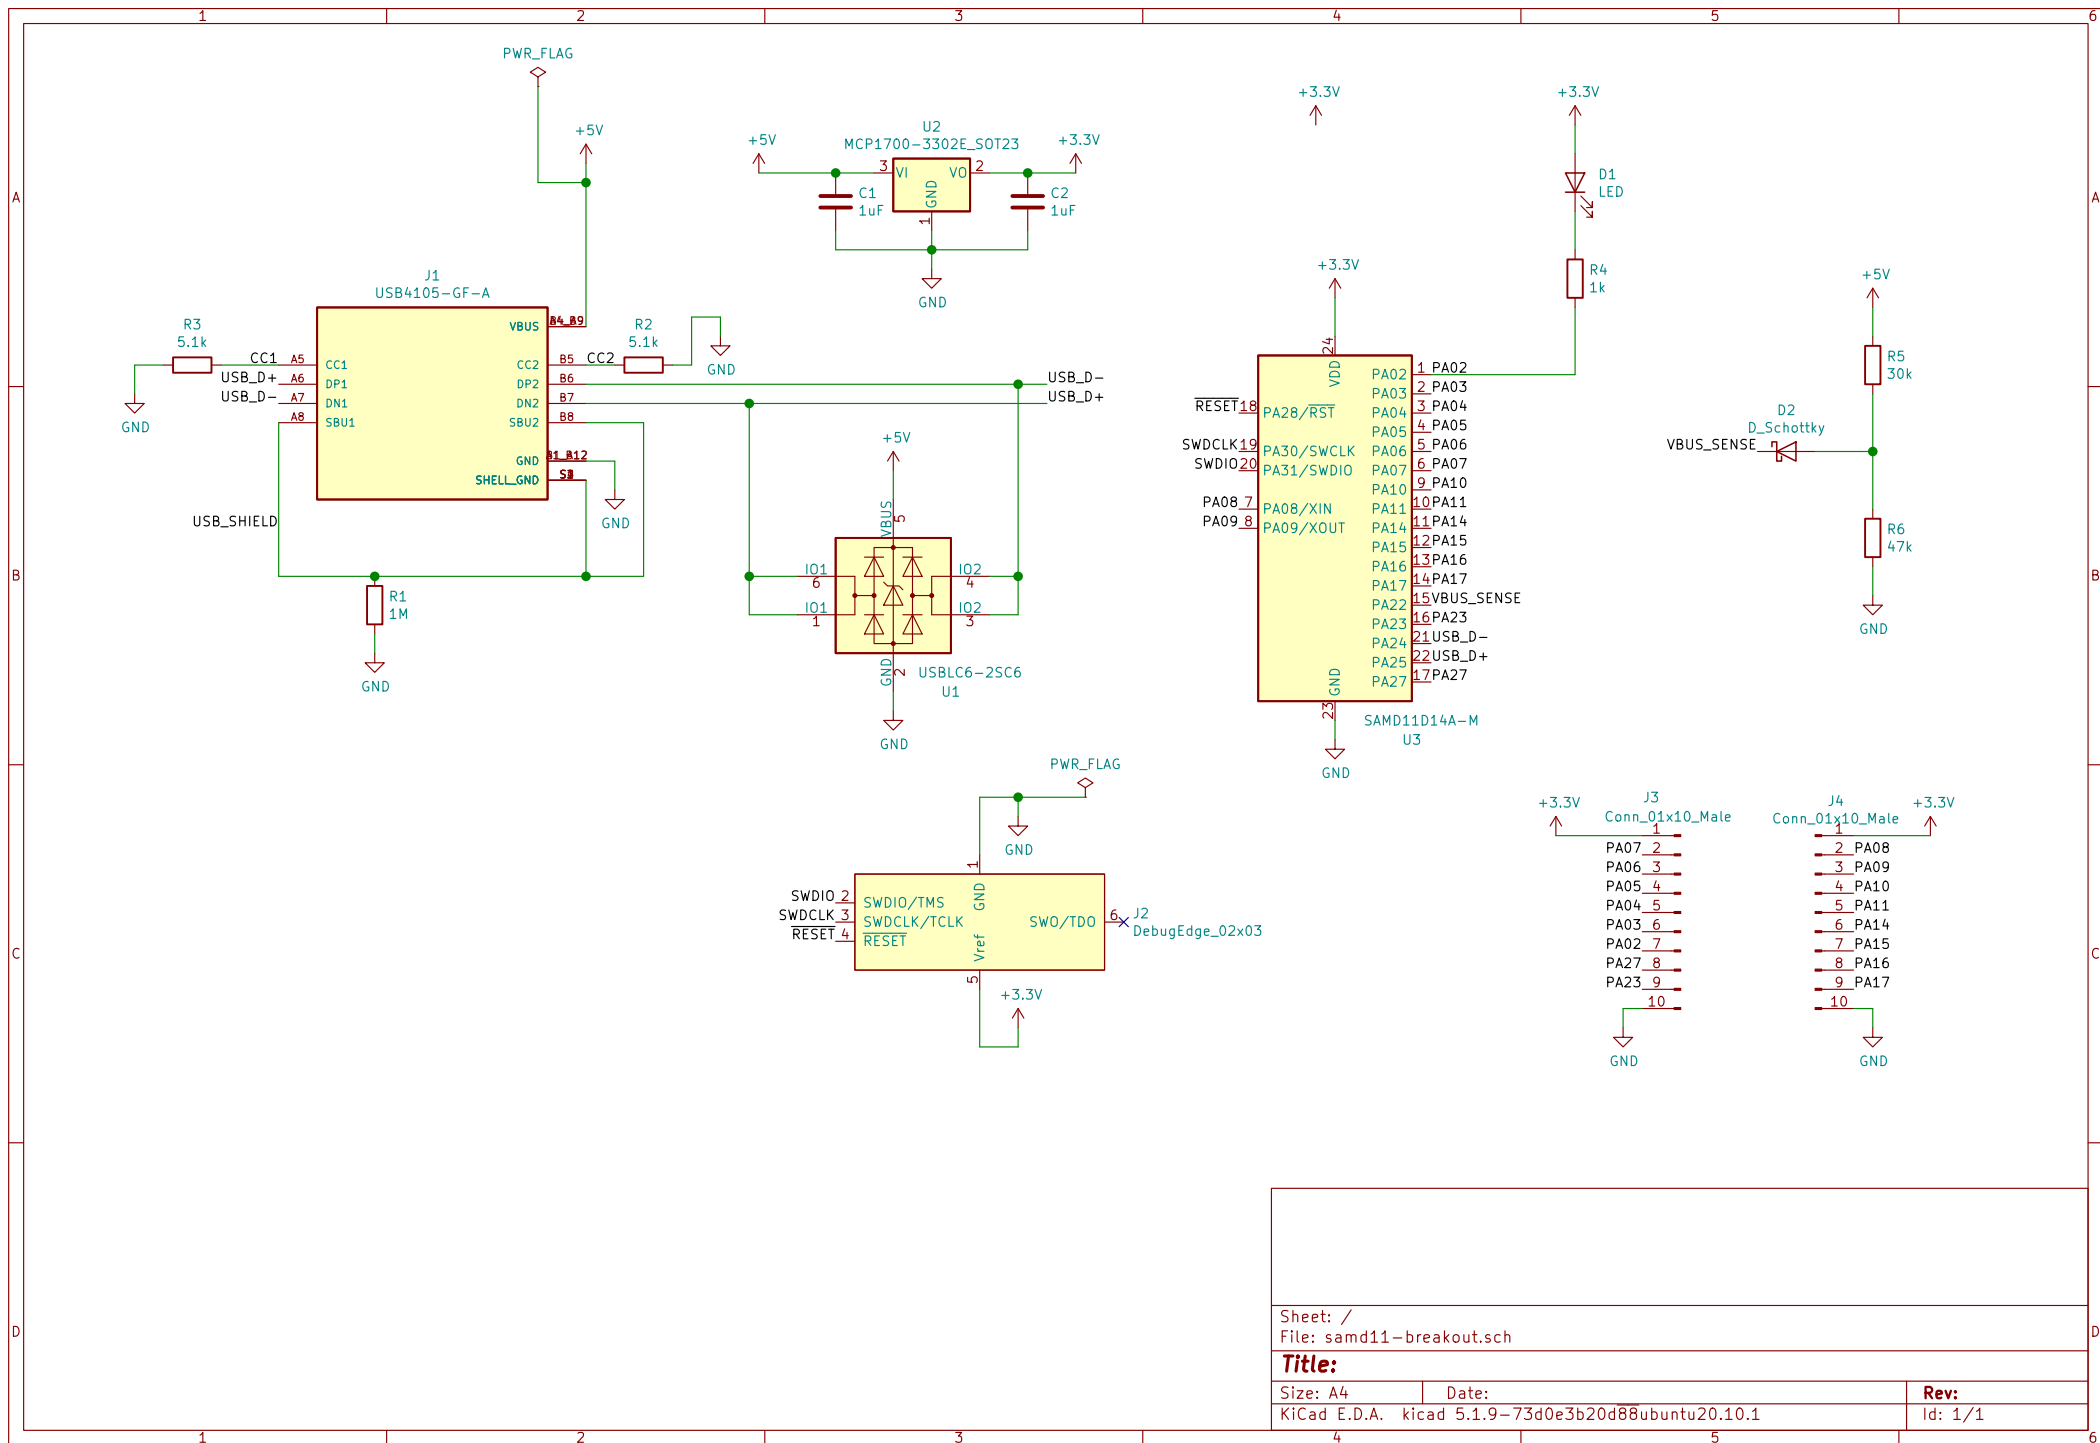 1 2 3 4 5 6
A
B
C
D
PWR_FLAG
+5V
J1
USB4105-GF-A
VBUS
CC1 A5 CC1
USB_D+ A6 DP1
USB_D- A7 DN1
A8 SBU1
CC2 B5 CC2
DP2 B6
DN2 B7
SBU2 B8
GND
SHELL_GND
R3
5.1k
GND
R2
5.1k
GND
GND
USB_SHIELD
R1
1M
GND
USB_D-
USB_D+
+5V
U2
MCP1700-3302E_SOT23
+3.3V
3 VI VO 2
GND
1
C1
1uF
C2
1uF
GND
+5V
VBUS
5
IO1
6
IO1
1
IO2
4
IO2
3
GND
2
USBLC6-2SC6
U1
GND
+3.3V
+3.3V
D1
LED
R4
1k
+3.3V
24
VDD
RESET 18 PA28/RST
SWDCLK 19 PA30/SWCLK
SWDIO 20 PA31/SWDIO
PA08 7 PA08/XIN
PA09 8 PA09/XOUT
PA02 1 PA02
PA03 2 PA03
PA04 3 PA04
PA05 4 PA05
PA06 5 PA06
PA07 6 PA07
PA10 9 PA10
PA11 10 PA11
PA14 11 PA14
PA15 12 PA15
PA16 13 PA16
PA17 14 PA17
PA22 15 VBUS_SENSE
PA23 16 PA23
PA24 21 USB_D-
PA25 22 USB_D+
PA27 17 PA27
GND
23
SAMD11D14A-M
U3
GND
+5V
R5
30k
D2
D_Schottky
VBUS_SENSE
R6
47k
GND
PWR_FLAG
GND
1
GND
SWDIO 2 SWDIO/TMS
SWDCLK 3 SWDCLK/TCLK
RESET 4 RESET
SWO/TDO 6
J2
DebugEdge_02x03
Vref
5
+3.3V
+3.3V
J3
Conn_01x10_Male
1
PA07 2
PA06 3
PA05 4
PA04 5
PA03 6
PA02 7
PA27 8
PA23 9
10
GND
J4
Conn_01x10_Male
+3.3V
1
2 PA08
3 PA09
4 PA10
5 PA11
6 PA14
7 PA15
8 PA16
9 PA17
10
GND
Sheet: /
File: samd11-breakout.sch
Title:
Size: A4 Date: Rev:
KiCad E.D.A. kicad 5.1.9-73d0e3b20d88ubuntu20.10.1 Id: 1/1
A
B
C
D
1 2 3 4 5 6